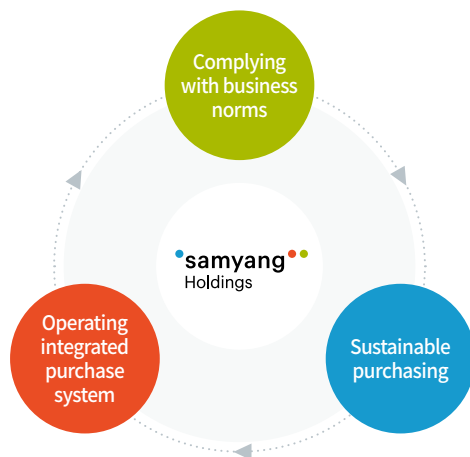 Complying
with business
norms
samyang
Holdings
Operating
integrated
purchase
system
Sustainable
purchasing